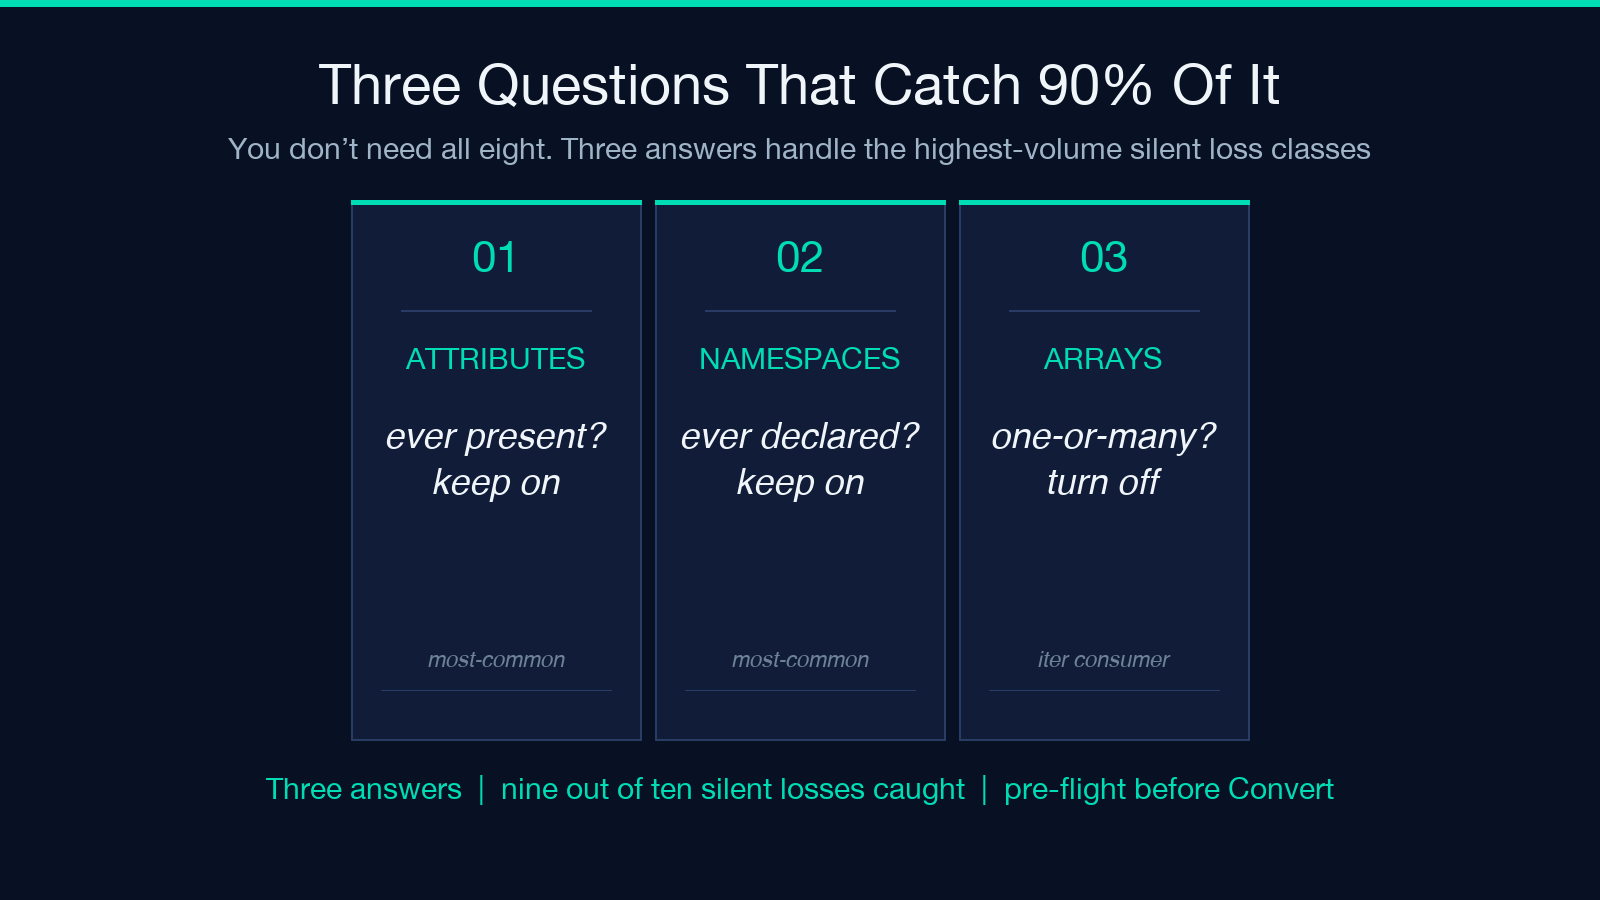 Three Questions That Catch 90% Of It
You don’t need all eight. Three answers handle the highest-volume silent loss classes
01
ATTRIBUTES
ever present?
keep on
most-common
02
NAMESPACES
ever declared?
keep on
most-common
03
ARRAYS
one-or-many?
turn off
iter consumer
Three answers | nine out of ten silent losses caught | pre-flight before Convert